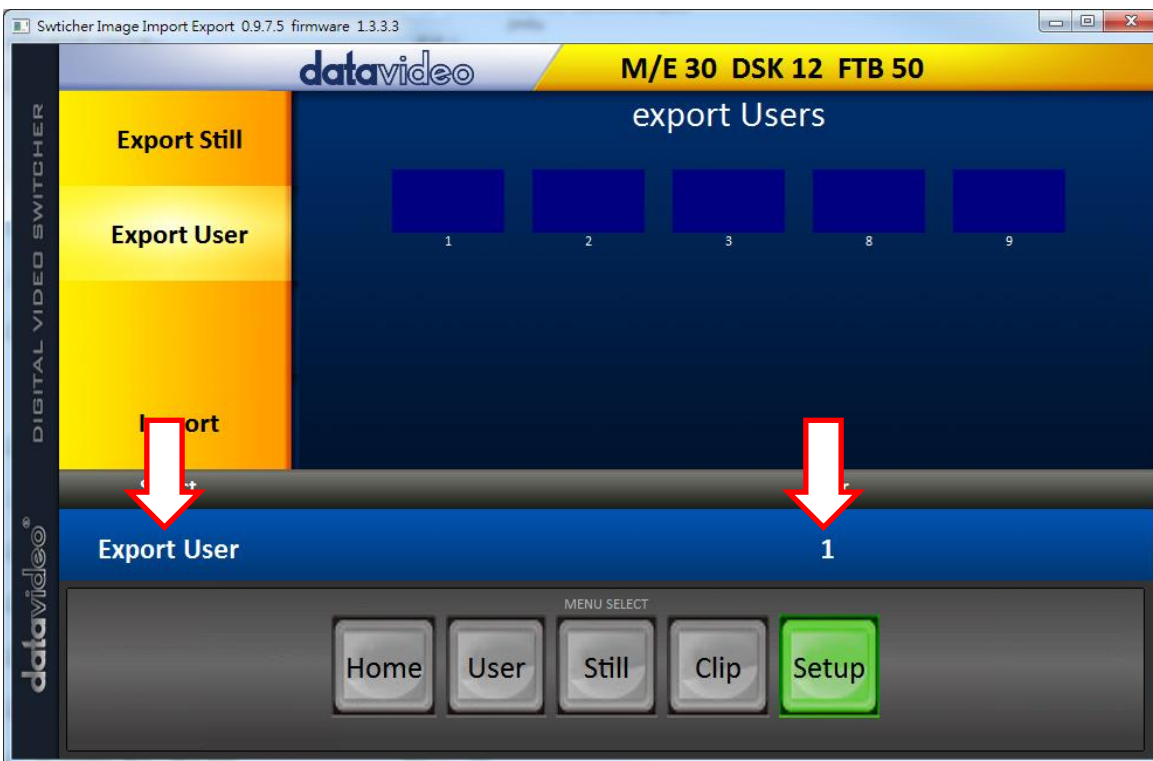 Swticher Image Import Export 0.9.7.5 firmware 1.3.3.3
datavideo
M/E 30 DSK 12 FTB 50
export Users
Export Still
Export User
1 2 3 8 9
Export User 1
MENU SELECT
Home User Still Clip Setup
DIGITAL VIDEO SWITCHER
datavideo®